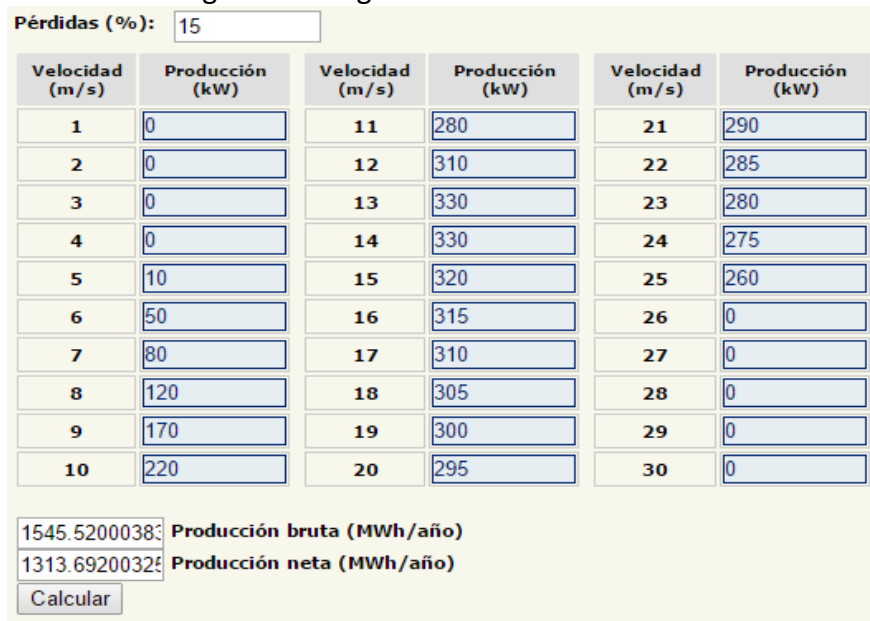 Pérdidas (%): 15
Velocidad (m/s) Producción (kW) Velocidad (m/s) Producción (kW) Velocidad (m/s) Producción (kW)
1 0 11 280 21 290
2 0 12 310 22 285
3 0 13 330 23 280
4 0 14 330 24 275
5 10 15 320 25 260
6 50 16 315 26 0
7 80 17 310 27 0
8 120 18 305 28 0
9 170 19 300 29 0
10 220 20 295 30 0
1545.52000383 Producción bruta (MWh/año)
1313.69200325 Producción neta (MWh/año)
Calcular